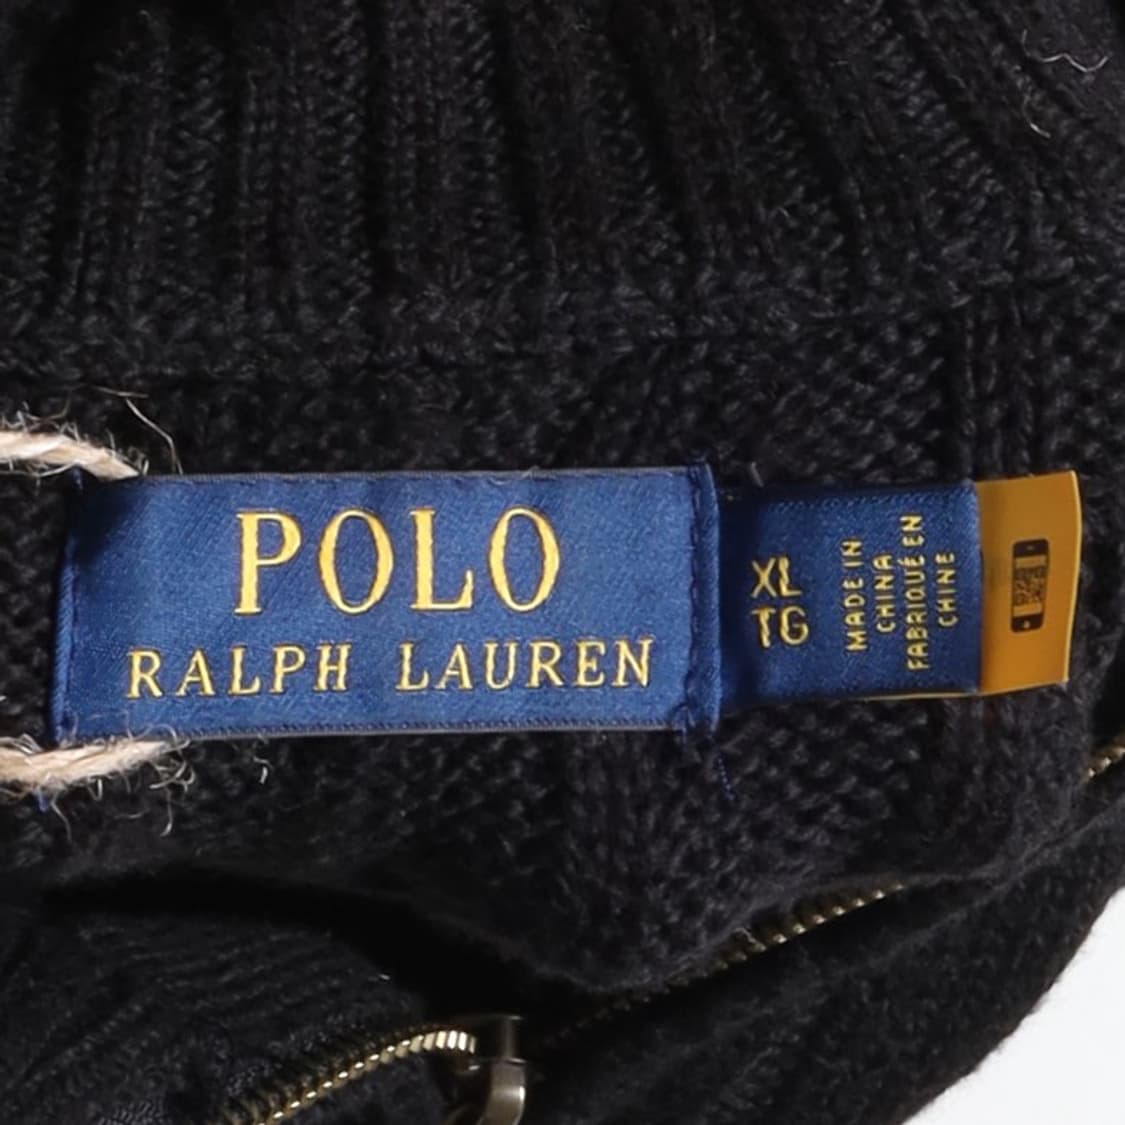 POLO
RALPH LAUREN
XL
TG
MADE IN
CHINA
FABRIQUÉ EN
CHINE